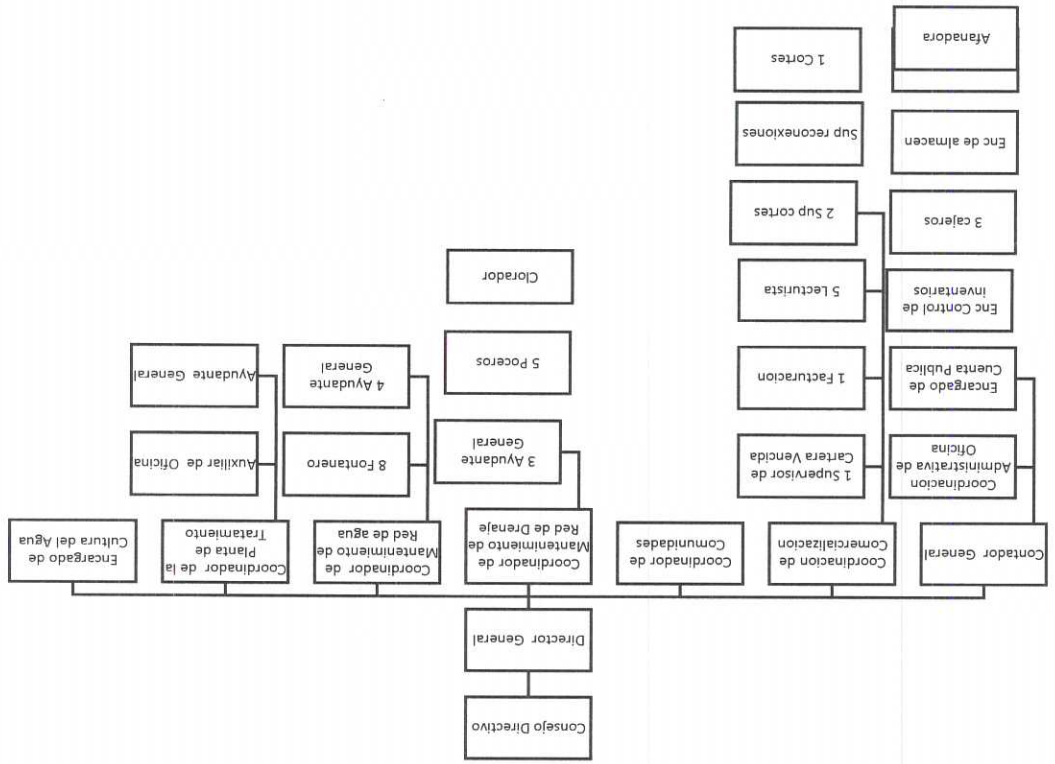 Consejo Directivo
Director General
Contador General
Coordinacion de
Comercializacion
Coordinador de
Comunidades
Coordinador de
Mantenimiento de
Red de Drenaje
Coordinador de
Mantenimiento de
Red de agua
Coordinador de la
Planta de
Tratamiento
Encargado de
Cultura del Agua
Coordinacion
Administrativa de
Oficina
Encargado de
Cuenta Publica
Enc Control de
inventarios
3 cajeros
Enc de almacen
Afanadora
1 Supervisor de
Cartera Vencida
1 Facturacion
5 Lecturista
2 Sup cortes
Sup reconexiones
1 Cortes
3 Ayudante
General
5 Poceros
Clorador
8 Fontanero
4 Ayudante
General
Auxiliar de Oficina
Ayudante General